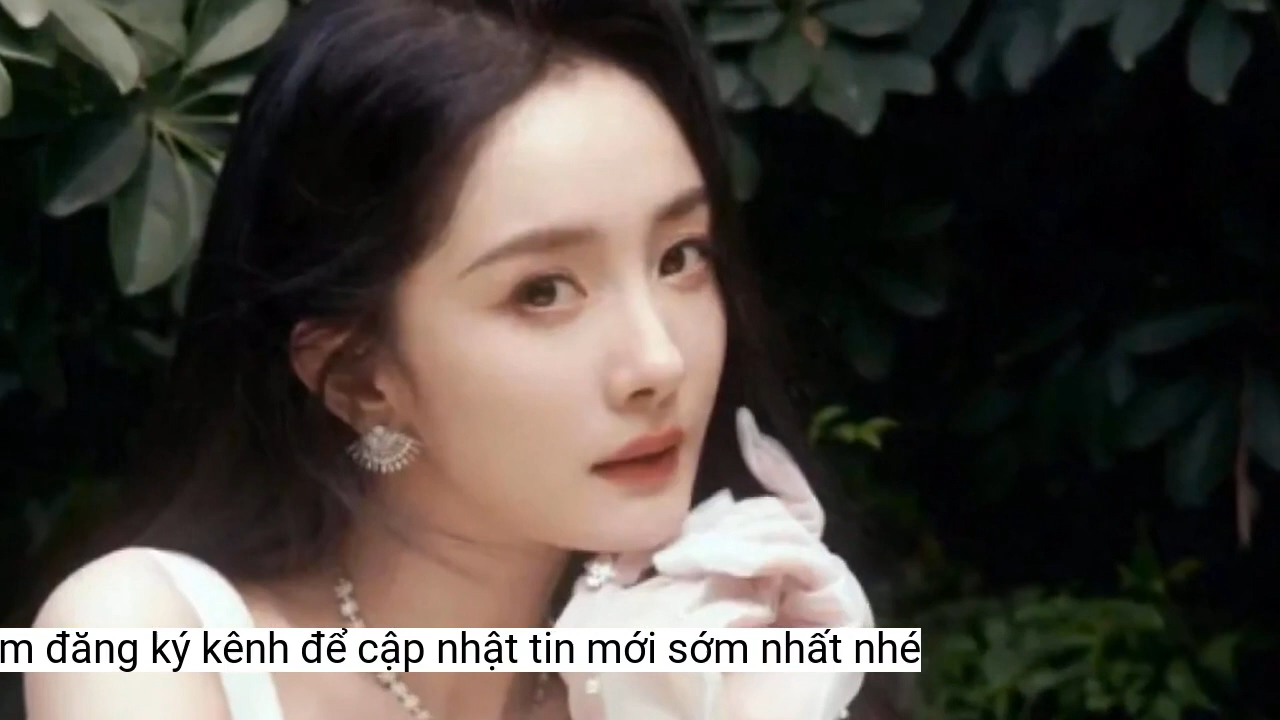 m đăng ký kênh để cập nhật tin mới sớm nhất nhé